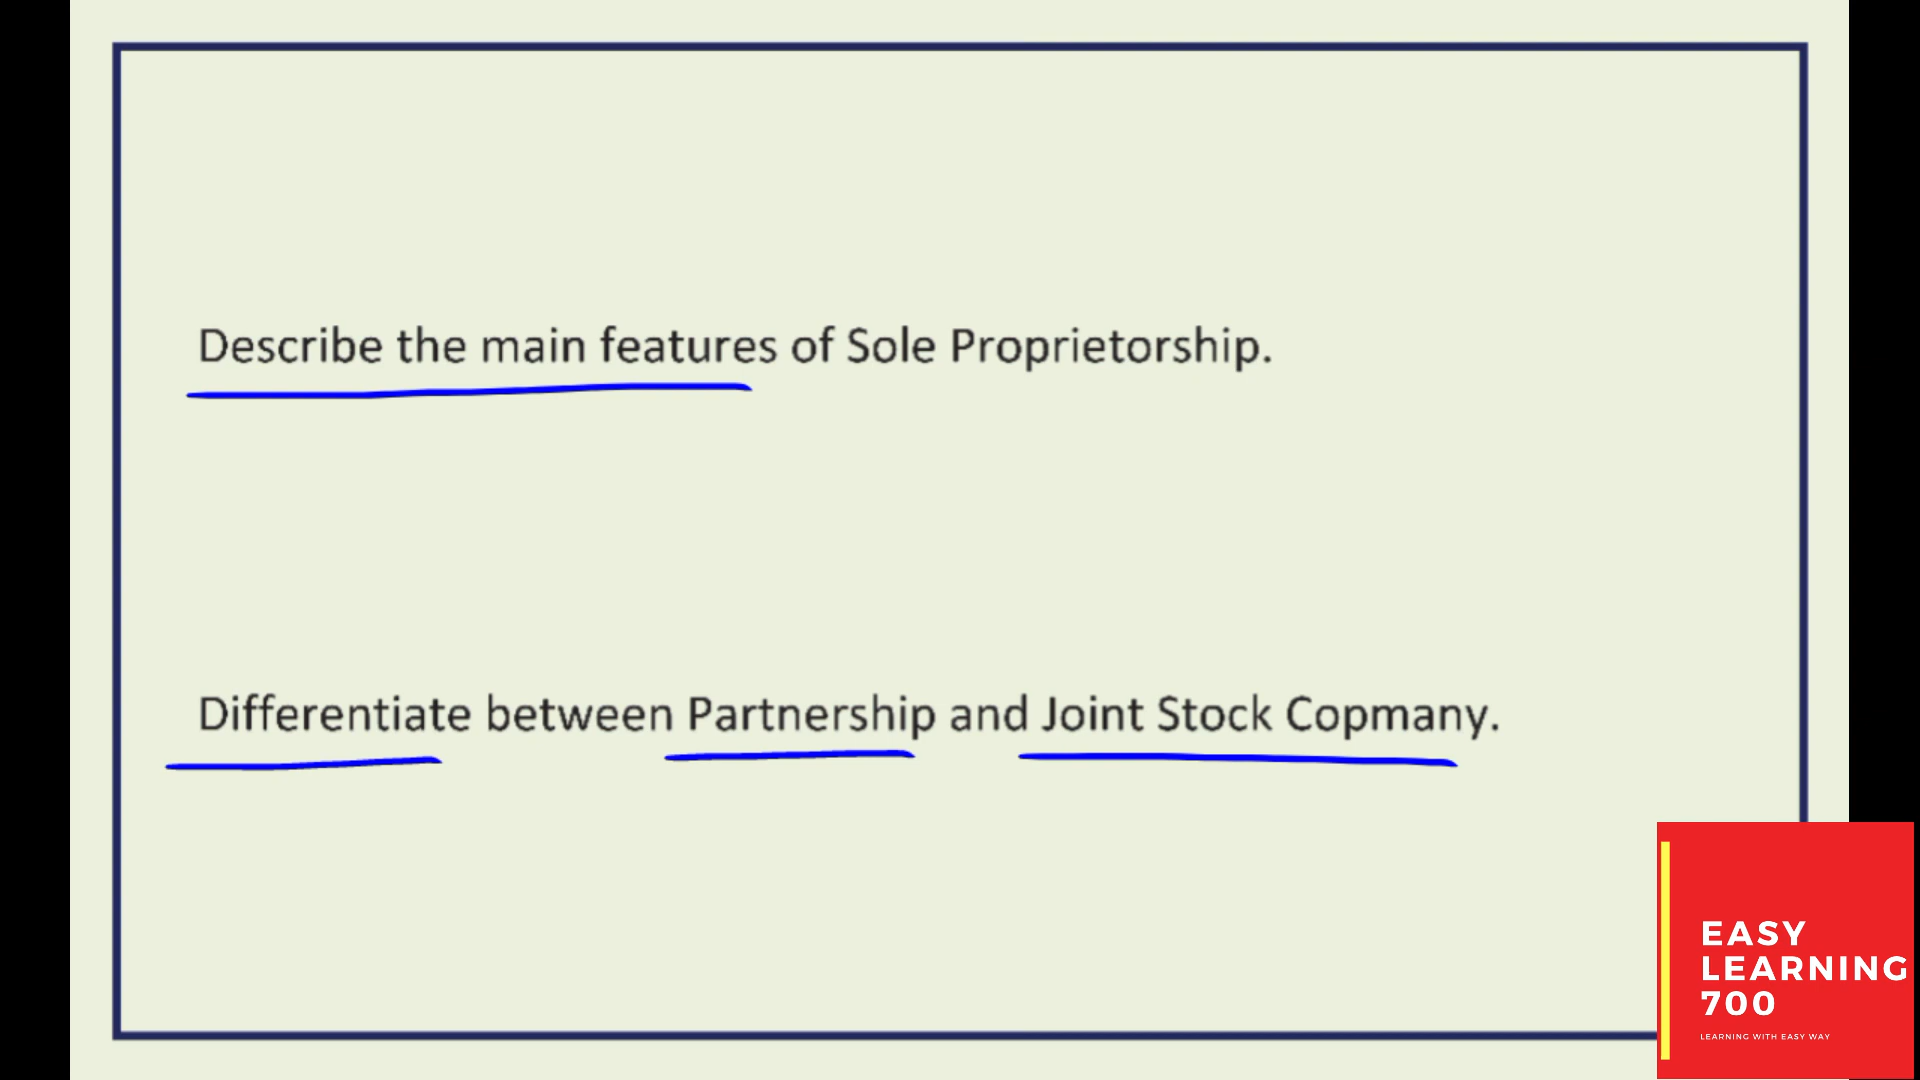 Describe the main features of Sole Proprietorship.
Differentiate between Partnership and Joint Stock Copmany.
EASY
LEARNING
700
LEARNING WITH EASY WAY